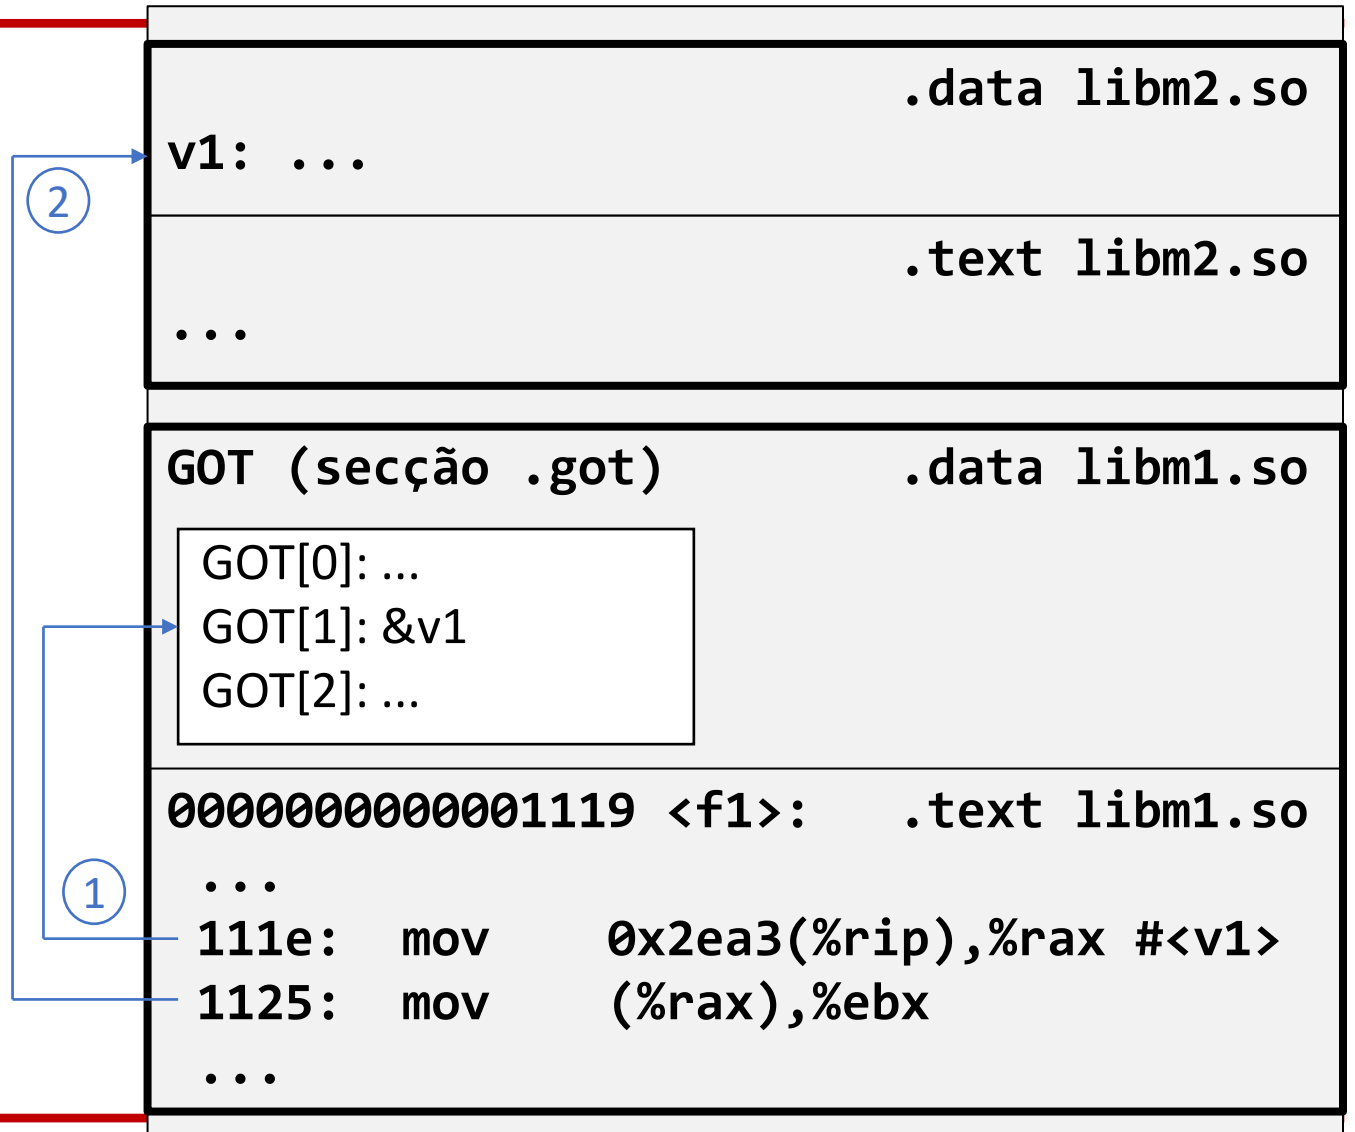 .data libm2.so
v1: ...
2
.text libm2.so
...
GOT (secção .got) .data libm1.so
GOT[0]: ...
GOT[1]: &v1
GOT[2]: ...
0000000000001119 <f1>: .text libm1.so
...
1
111e: mov 0x2ea3(%rip),%rax #<v1>
1125: mov (%rax),%ebx
...